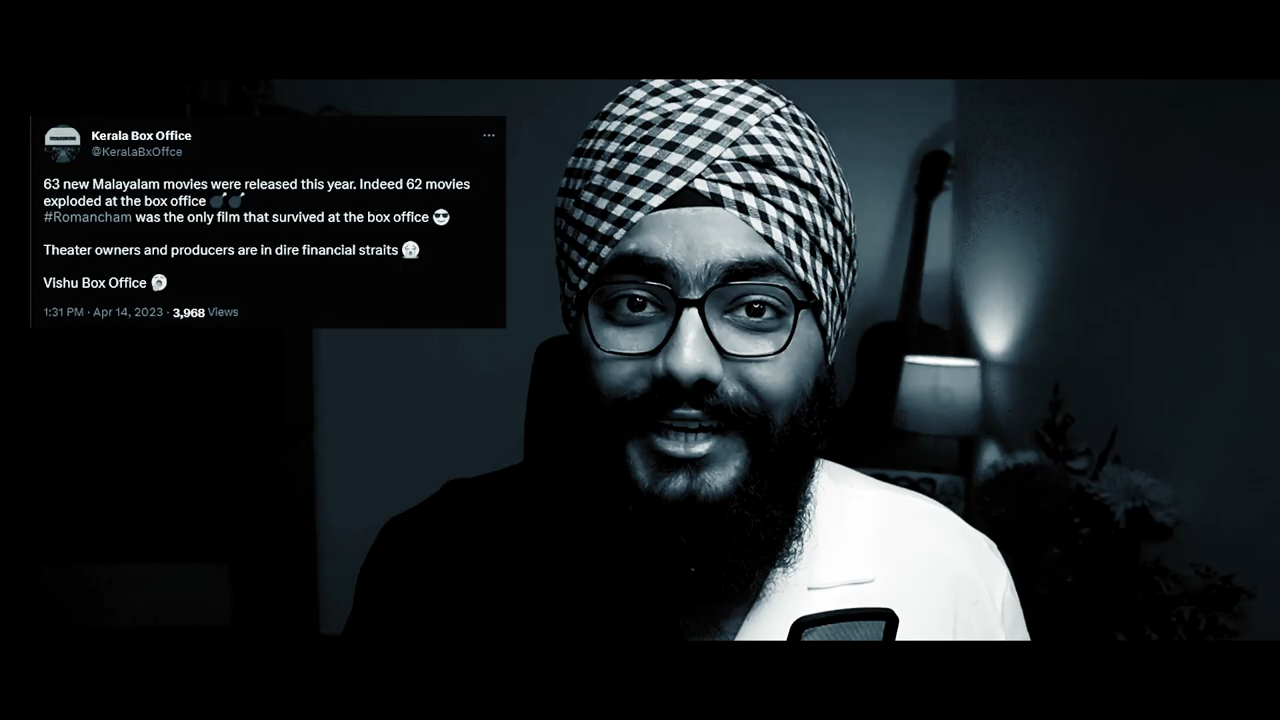 Kerala Box Office
@KeralaBxOffce
63 new Malayalam movies were released this year. Indeed 62 movies
exploded at the box office 💣💣
#Romancham was the only film that survived at the box office 😎
Theater owners and producers are in dire financial straits 😥
Vishu Box Office 😲
1:31 PM · Apr 14, 2023 · 3,968 Views